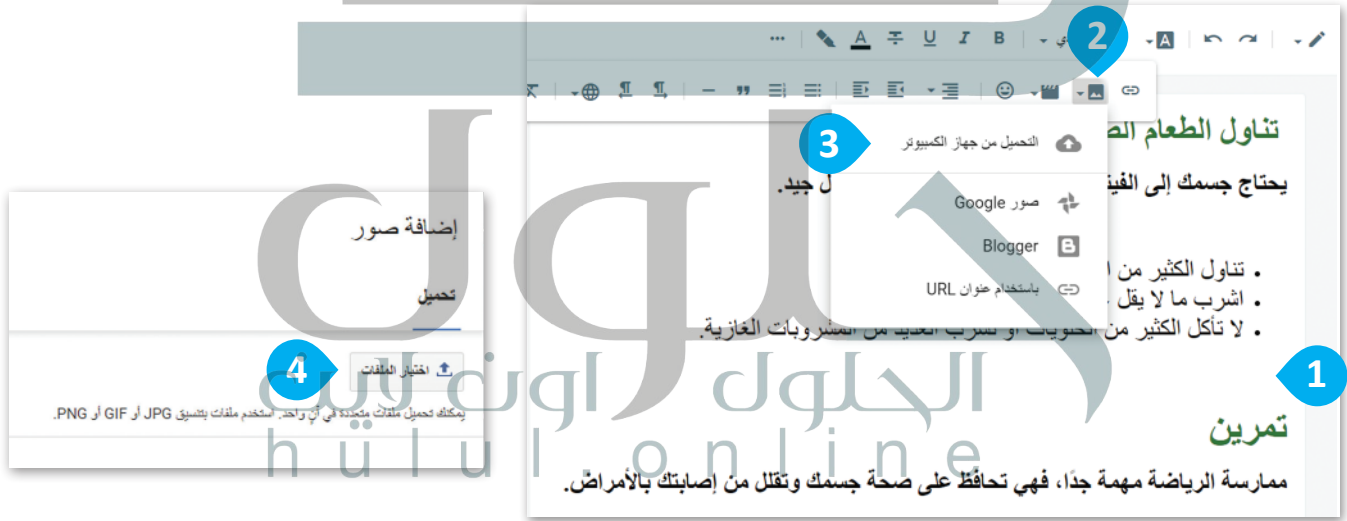 2
تناول الطعام
3
التحميل من جهاز الكمبيوتر
يحتاج جسمك إلى
جيد.
صور Google
Blogger
باستخدام عنوان URL
• تناول الكثير من
• اشرب ما لا يقل
• لا تأكل الكثير من الحلويات أو تشرب العديد من المشروبات الغازية.
1
تمرين
ممارسة الرياضة مهمة جدًا، فهي تحافظ على صحة جسمك وتقلل من إصابتك بالأمراض.
إضافة صور
تحميل
4
اختيار الملفات
يمكنك تحميل ملفات متعددة في آنٍ واحد. استخدم ملفات بتنسيق JPG أو GIF أو PNG.
حلول
الحلول اون لاين
hulul.online